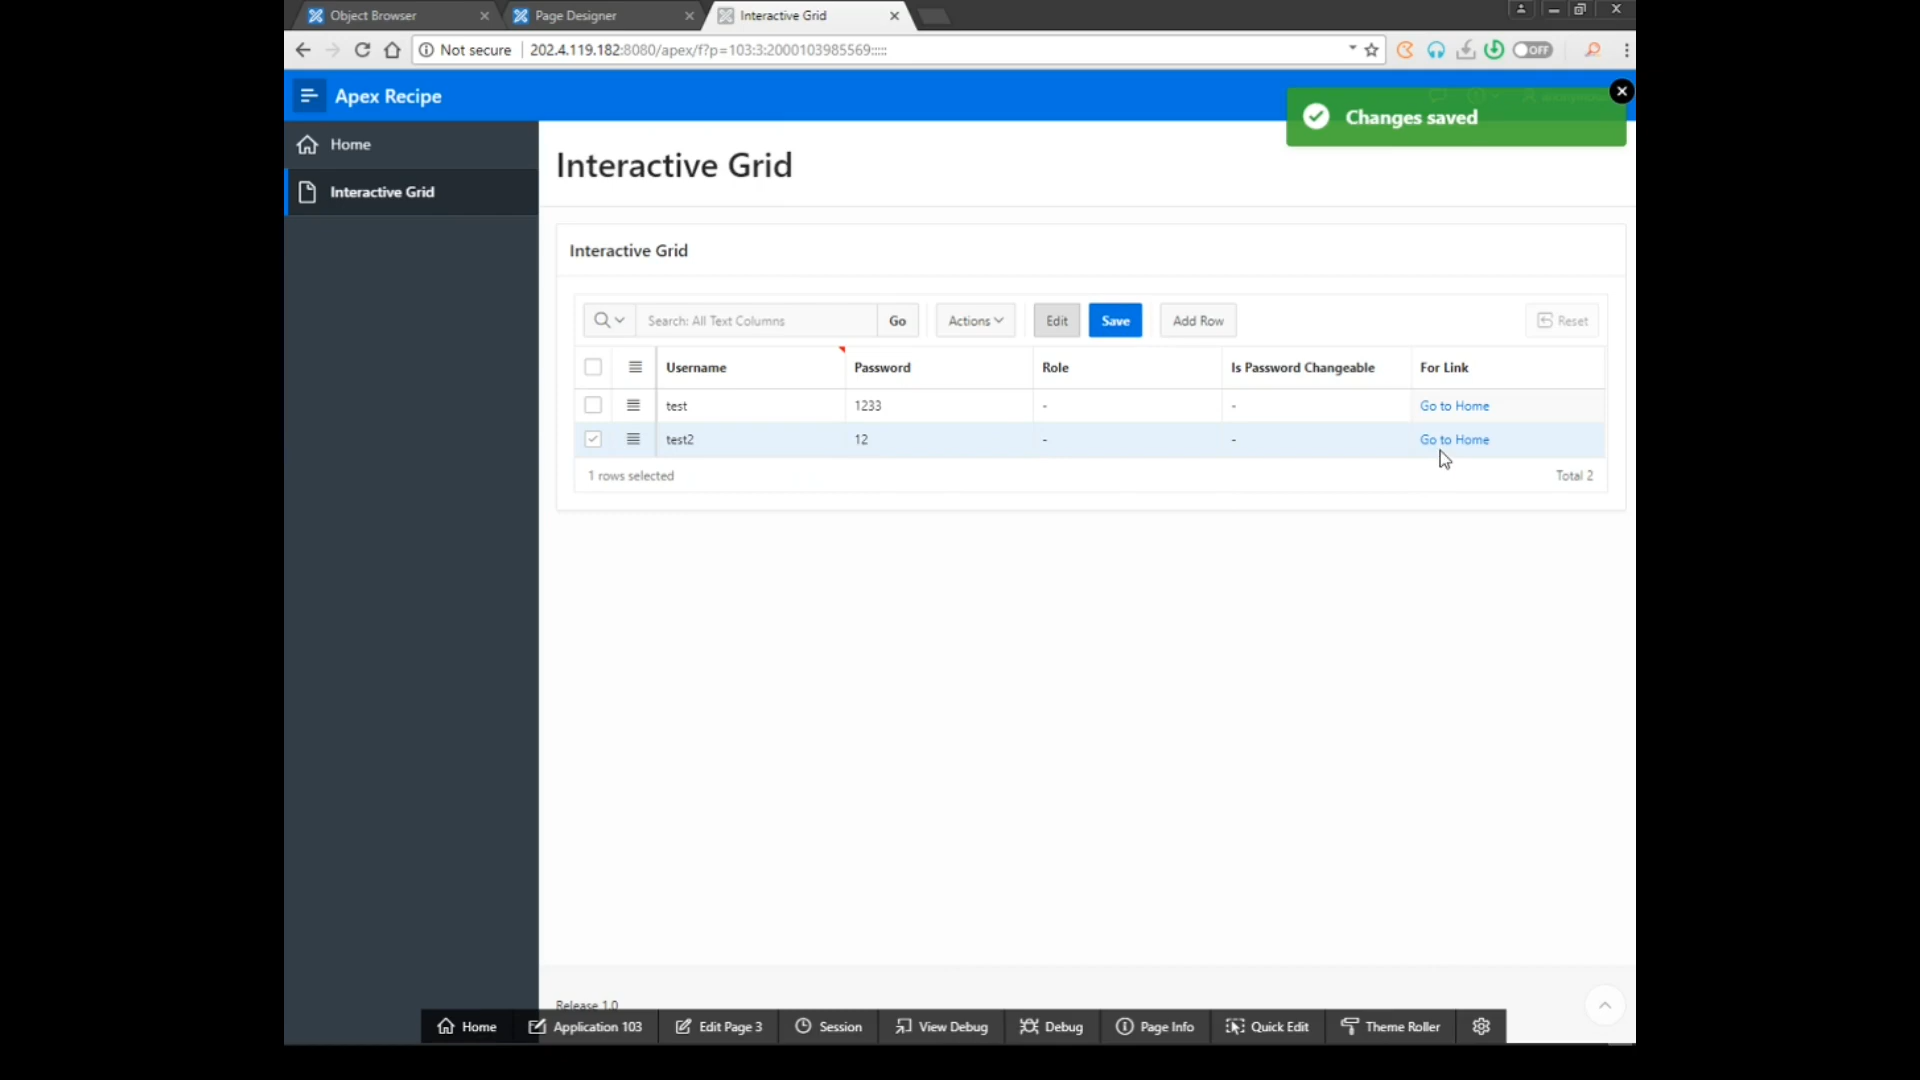 Object Browser
Page Designer
Interactive Grid
Not secure
202.4.119.182:8080/apex/f?p=103:3:2000103985569:::::
OFF
Apex Recipe
Changes saved
Home
Interactive Grid
Interactive Grid
Interactive Grid
Search: All Text Columns
Go
Actions
Edit
Save
Add Row
Reset
Username Password Role Is Password Changeable For Link
test 1233 - - Go to Home
test2 12 - - Go to Home
1 rows selected
Total 2
Release 1.0
Home
Application 103
Edit Page 3
Session
View Debug
Debug
Page Info
Quick Edit
Theme Roller